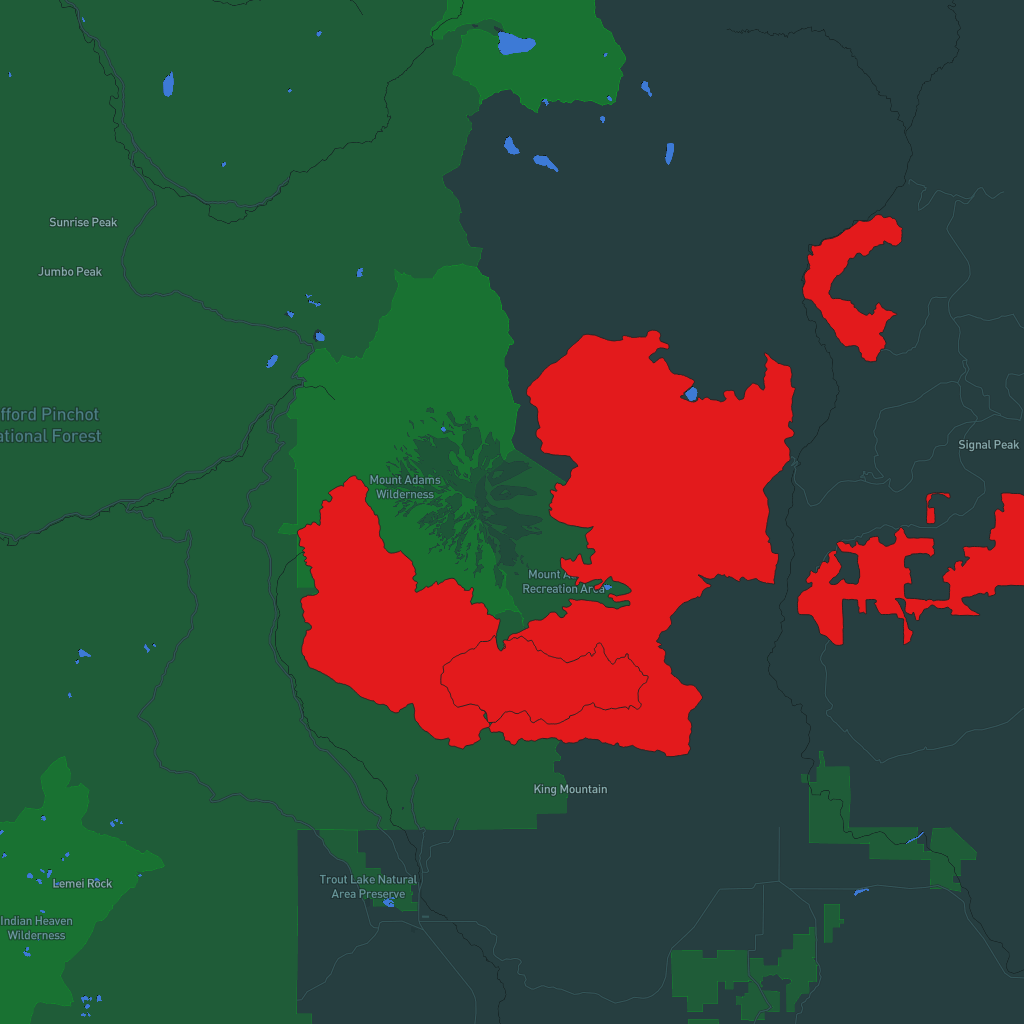 Sunrise Peak
Jumbo Peak
fford Pinchot
ational Forest
Signal Peak
Mount Adams
Wilderness
Mount A
Recreation Area
King Mountain
Trout Lake Natural
Area Preserve
Lemei Rock
Indian Heaven
Wilderness